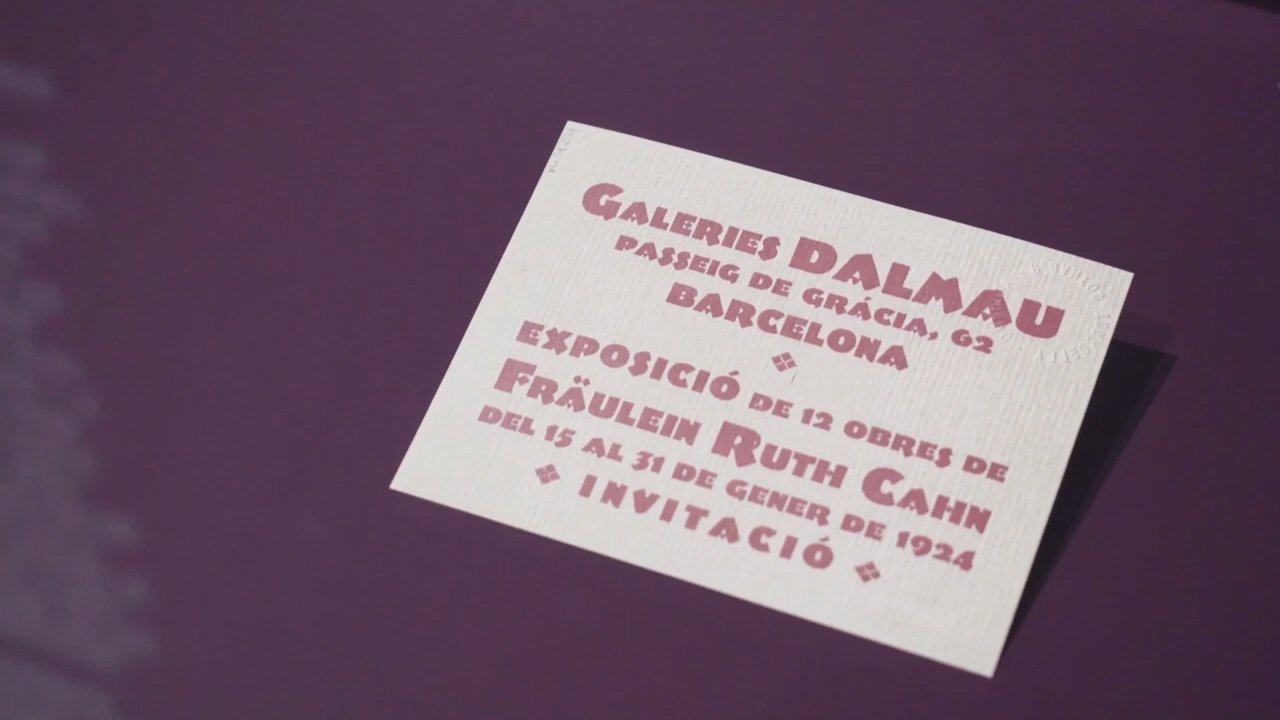 GALERIES DALMAU
PASSEIG DE GRÁCIA, 62
BARCELONA
EXPOSICIÓ DE 12 OBRES DE
FRÄULEIN RUTH CAHN
DEL 15 AL 31 DE GENER DE 1924
INVITACIÓ